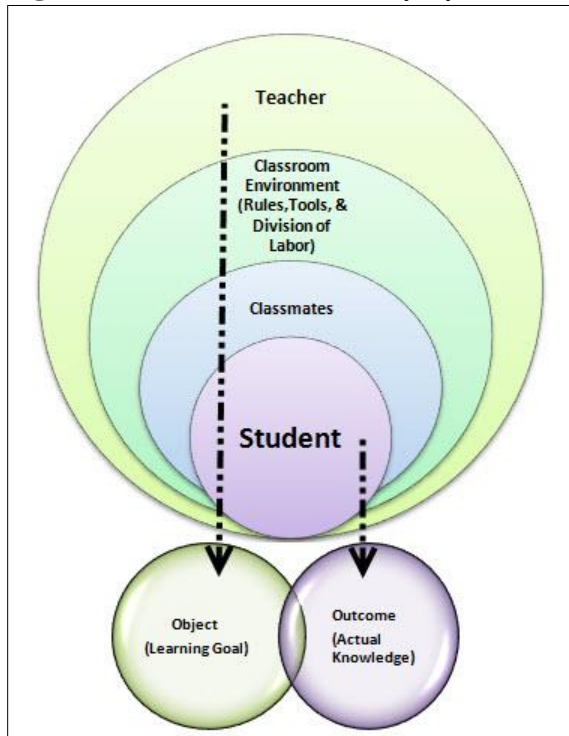 Teacher
Classroom
Environment
(Rules,Tools, &
Division of
Labor)
Classmates
Student
Object
(Learning Goal)
Outcome
(Actual
Knowledge)